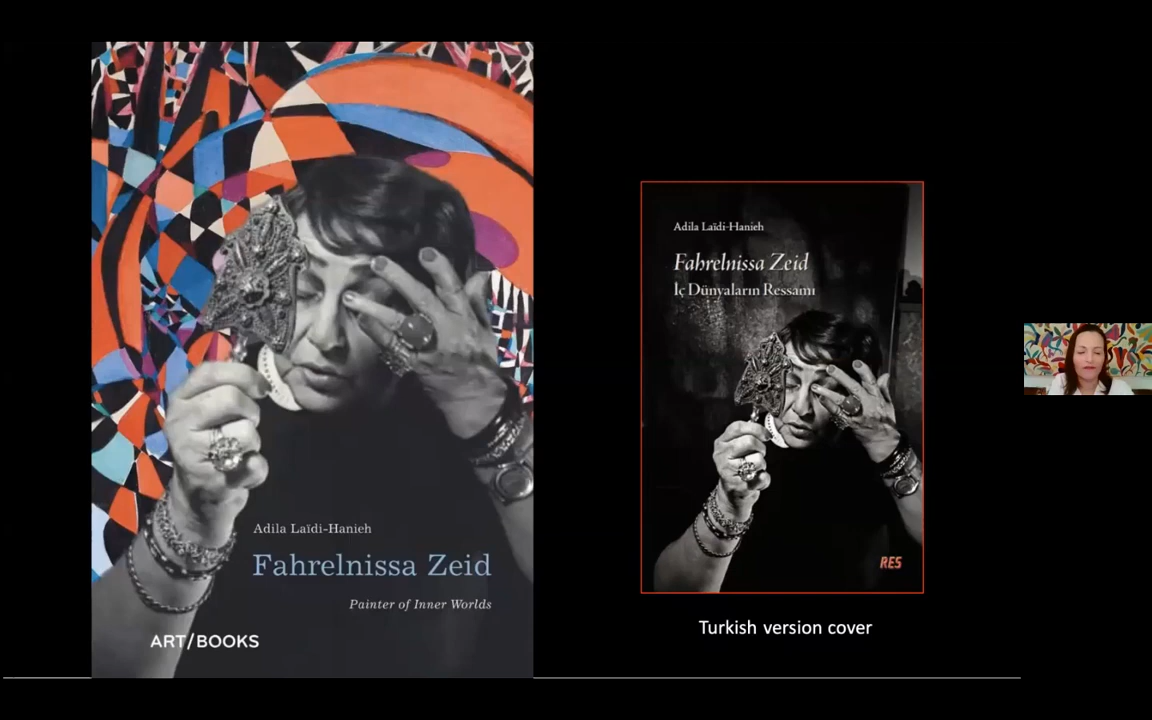 Adila Laïdi-Hanieh
Fahrelnissa Zeid
Painter of Inner Worlds
ART/BOOKS
Adila Laïdi-Hanieh
Fahrelnissa Zeid
İç Dünyaların Ressamı
RES
Turkish version cover